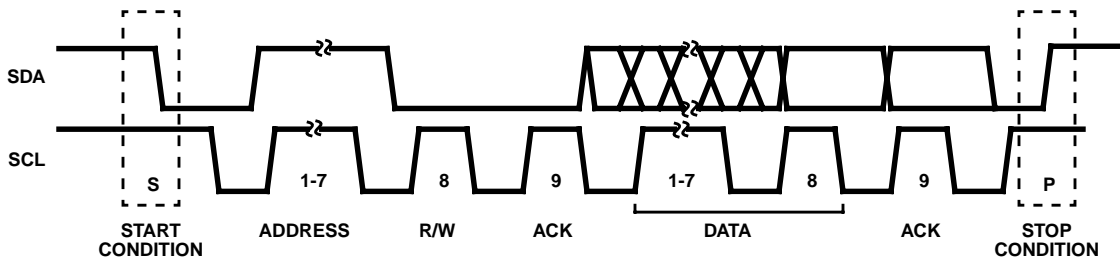 SDA
SCL
S 1-7 8 9 1-7 8 9 P
START CONDITION ADDRESS R/W ACK DATA ACK STOP CONDITION